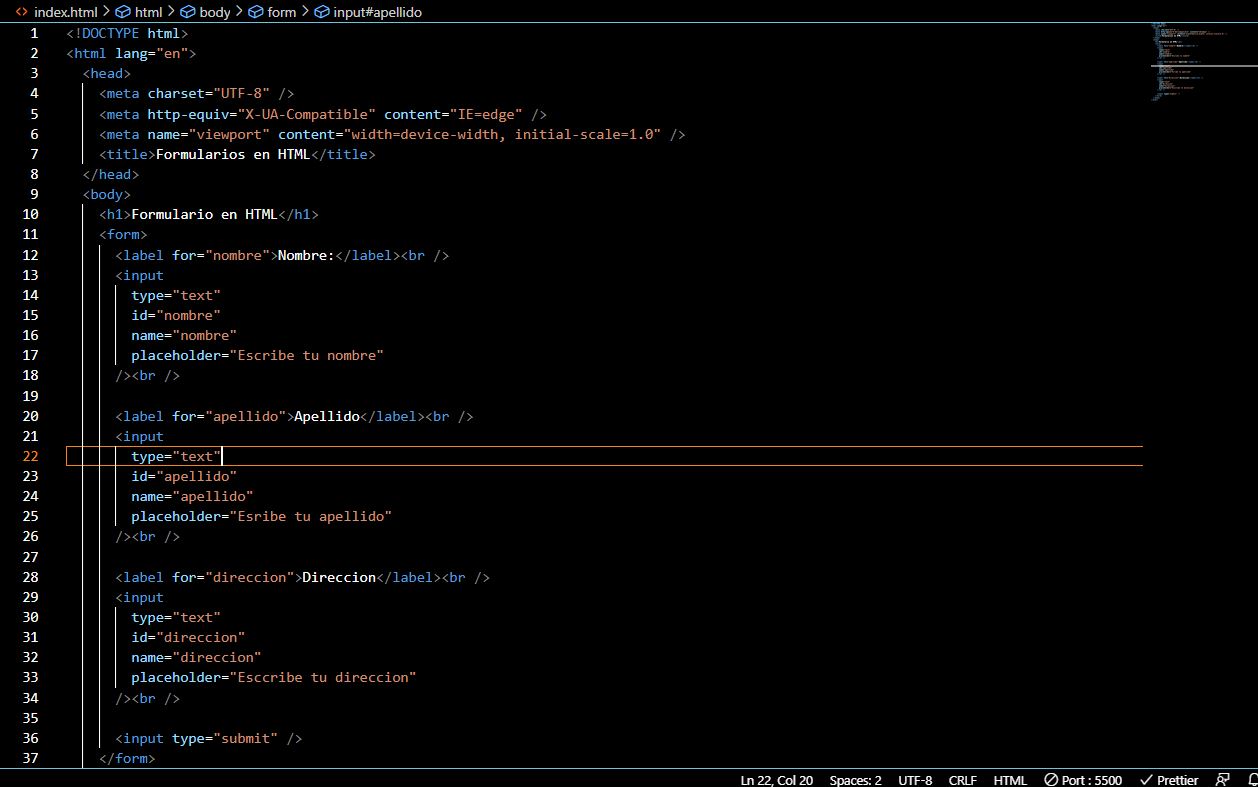 index.html > html > body > form > input#apellido
1 <!DOCTYPE html>
2 <html lang="en">
3 <head>
4 <meta charset="UTF-8" />
5 <meta http-equiv="X-UA-Compatible" content="IE=edge" />
6 <meta name="viewport" content="width=device-width, initial-scale=1.0" />
7 <title>Formularios en HTML</title>
8 </head>
9 <body>
10 <h1>Formulario en HTML</h1>
11 <form>
12 <label for="nombre">Nombre:</label><br />
13 <input
14 type="text"
15 id="nombre"
16 name="nombre"
17 placeholder="Escribe tu nombre"
18 /><br />
19
20 <label for="apellido">Apellido</label><br />
21 <input
22 type="text"
23 id="apellido"
24 name="apellido"
25 placeholder="Esribe tu apellido"
26 /><br />
27
28 <label for="direccion">Direccion</label><br />
29 <input
30 type="text"
31 id="direccion"
32 name="direccion"
33 placeholder="Esccribe tu direccion"
34 /><br />
35
36 <input type="submit" />
37 </form>
Ln 22, Col 20 Spaces: 2 UTF-8 CRLF HTML Port : 5500 Prettier